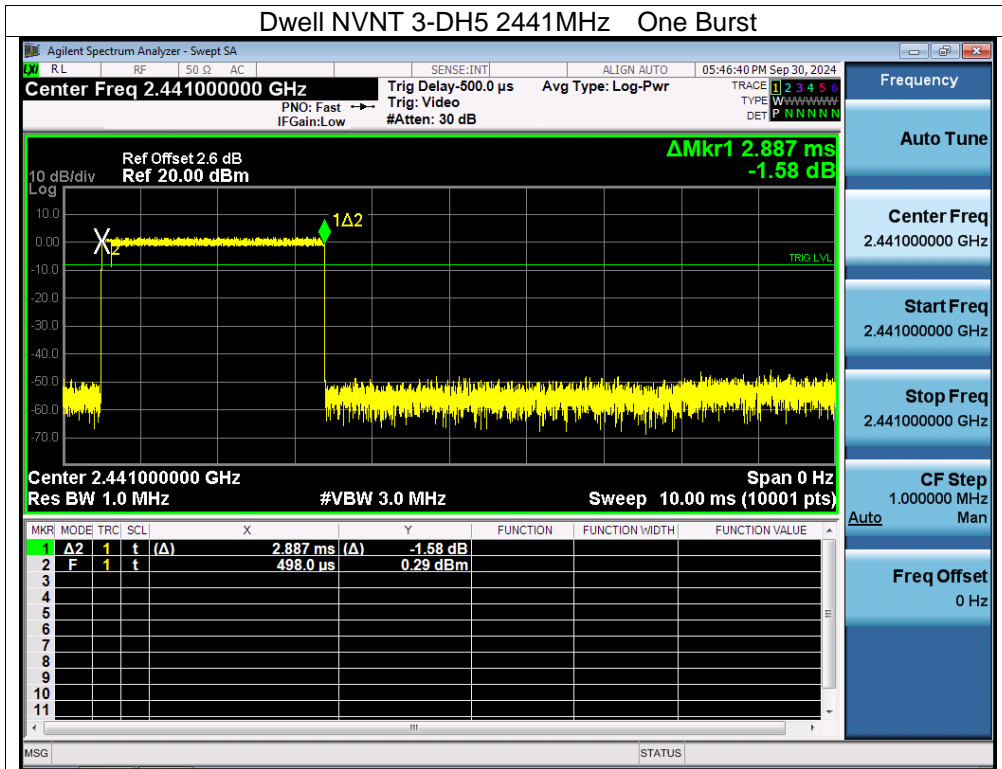 Dwell NVNT 3-DH5 2441MHz One Burst
Agilent Spectrum Analyzer - Swept SA
LXI RL RF 50 Ω AC SENSE:INT ALIGN AUTO 05:46:40 PM Sep 30, 2024
Center Freq 2.441000000 GHz
PNO: Fast
IFGain:Low
Trig Delay-500.0 µs
Trig: Video
#Atten: 30 dB
Avg Type: Log-Pwr
TRACE 1 2 3 4 5 6
TYPE WWWWWW
DET P N N N N N
Frequency
Auto Tune
Center Freq
2.441000000 GHz
Start Freq
2.441000000 GHz
Stop Freq
2.441000000 GHz
CF Step
1.000000 MHz
Auto Man
Freq Offset
0 Hz
ΔMkr1 2.887 ms
-1.58 dB
Ref Offset 2.6 dB
10 dB/div Ref 20.00 dBm
Log
10.0
0.00
-10.0
-20.0
-30.0
-40.0
-50.0
-60.0
-70.0
1Δ2
2
TRIG LVL
Center 2.441000000 GHz Span 0 Hz
Res BW 1.0 MHz #VBW 3.0 MHz Sweep 10.00 ms (10001 pts)
MKR MODE TRC SCL X Y FUNCTION FUNCTION WIDTH FUNCTION VALUE
1 Δ2 1 t (Δ) 2.887 ms (Δ) -1.58 dB
2 F 1 t 498.0 µs 0.29 dBm
3
4
5
6
7
8
9
10
11
MSG STATUS